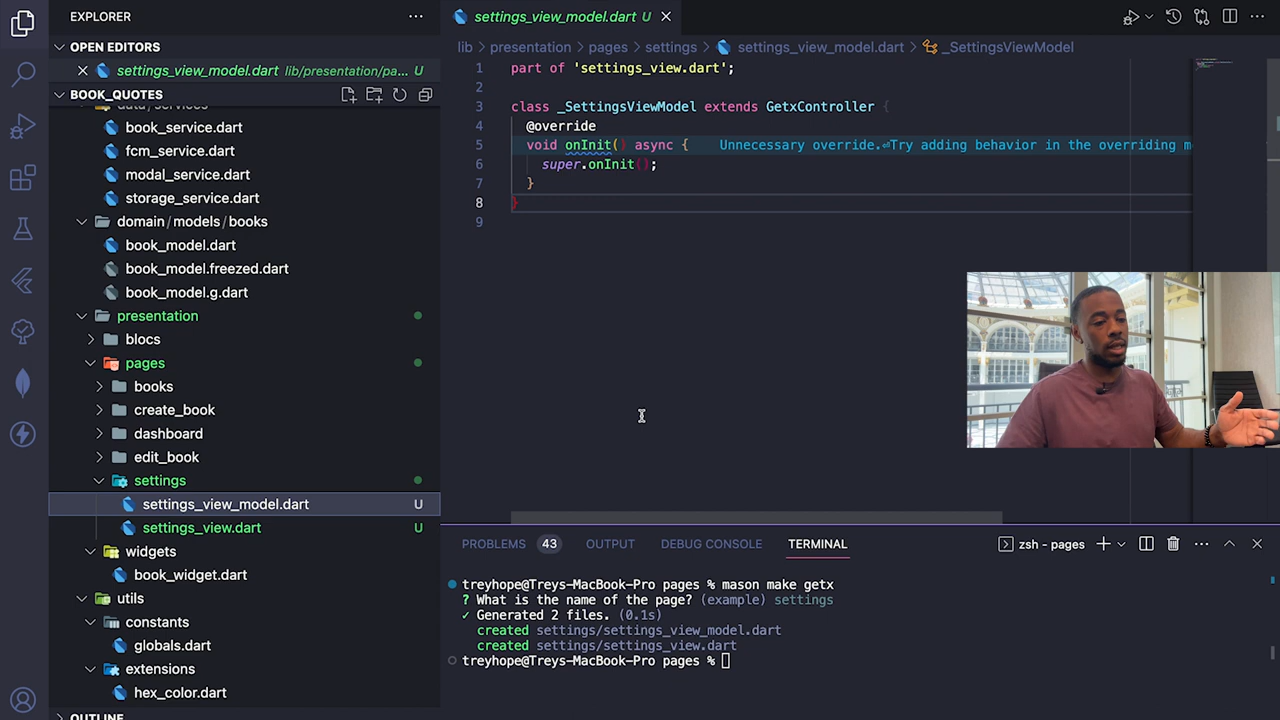 EXPLORER
OPEN EDITORS
settings_view_model.dart lib/presentation/pa... U
BOOK_QUOTES
data/services
book_service.dart
fcm_service.dart
modal_service.dart
storage_service.dart
domain/models/books
book_model.dart
book_model.freezed.dart
book_model.g.dart
presentation
blocs
pages
books
create_book
dashboard
edit_book
settings
settings_view_model.dart U
settings_view.dart U
widgets
book_widget.dart
utils
constants
globals.dart
extensions
hex_color.dart
OUTLINE
settings_view_model.dart U
lib > presentation > pages > settings > settings_view_model.dart > _SettingsViewModel
1 part of 'settings_view.dart';
2
3 class _SettingsViewModel extends GetxController {
4 @override
5 void onInit() async { Unnecessary override.⏎Try adding behavior in the overriding m
6 super.onInit();
7 }
8 }
9
PROBLEMS 43 OUTPUT DEBUG CONSOLE TERMINAL zsh - pages
treyhope@Treys-MacBook-Pro pages % mason make getx
? What is the name of the page? (example) settings
✓ Generated 2 files. (0.1s)
created settings/settings_view_model.dart
created settings/settings_view.dart
treyhope@Treys-MacBook-Pro pages %